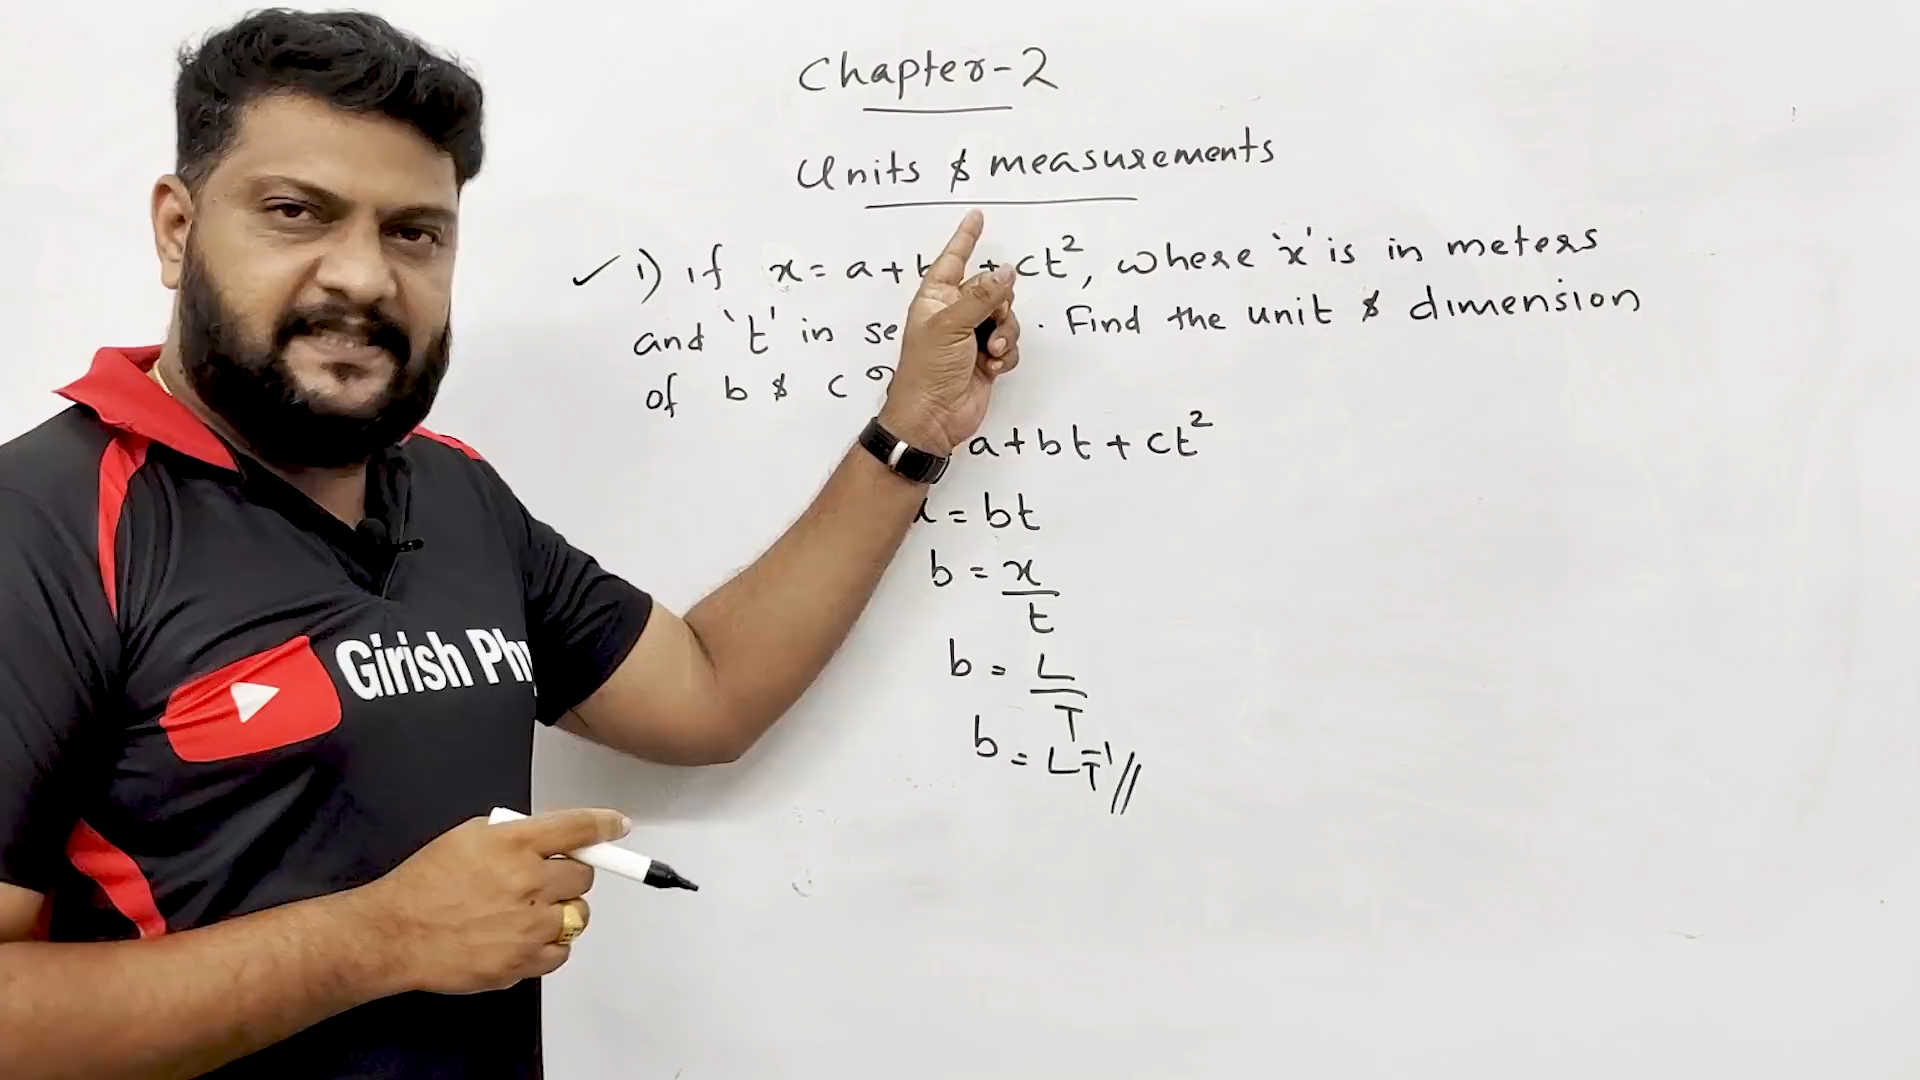 Chapter-2
Units & measurements
1) if x = a + b + ct², where 'x' is in meters
and 't' in se . Find the unit & dimension
of b & c
a + bt + ct²
x = bt
b = x/t
b = L/T
b = LT⁻¹//
Girish Phy